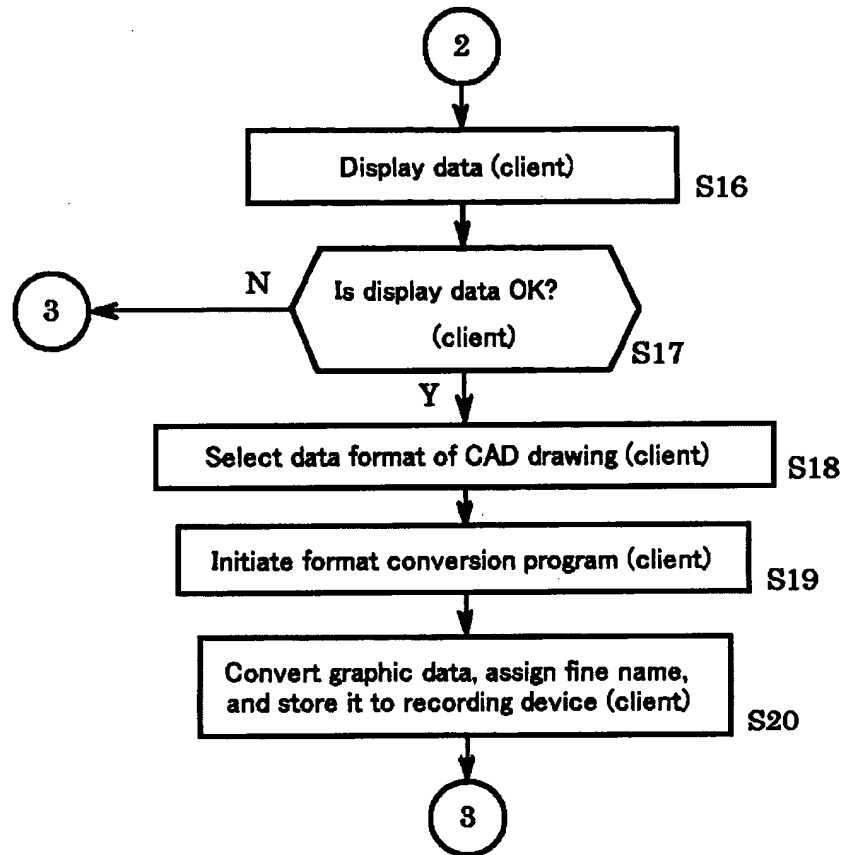 2
Display data (client)
S16
N
Is display data OK?
3
(client)
S17
Y
Select data format of CAD drawing (client)
S18
Initiate format conversion program (client)
S19
Convert graphic data, assign fine name,
and store it to recording device (client)
S20
3